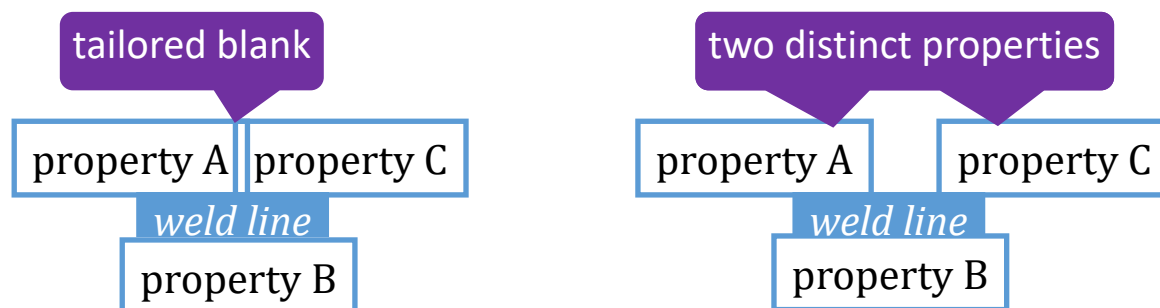 tailored blank
property A
property C
weld line
property B
two distinct properties
property A
property C
weld line
property B